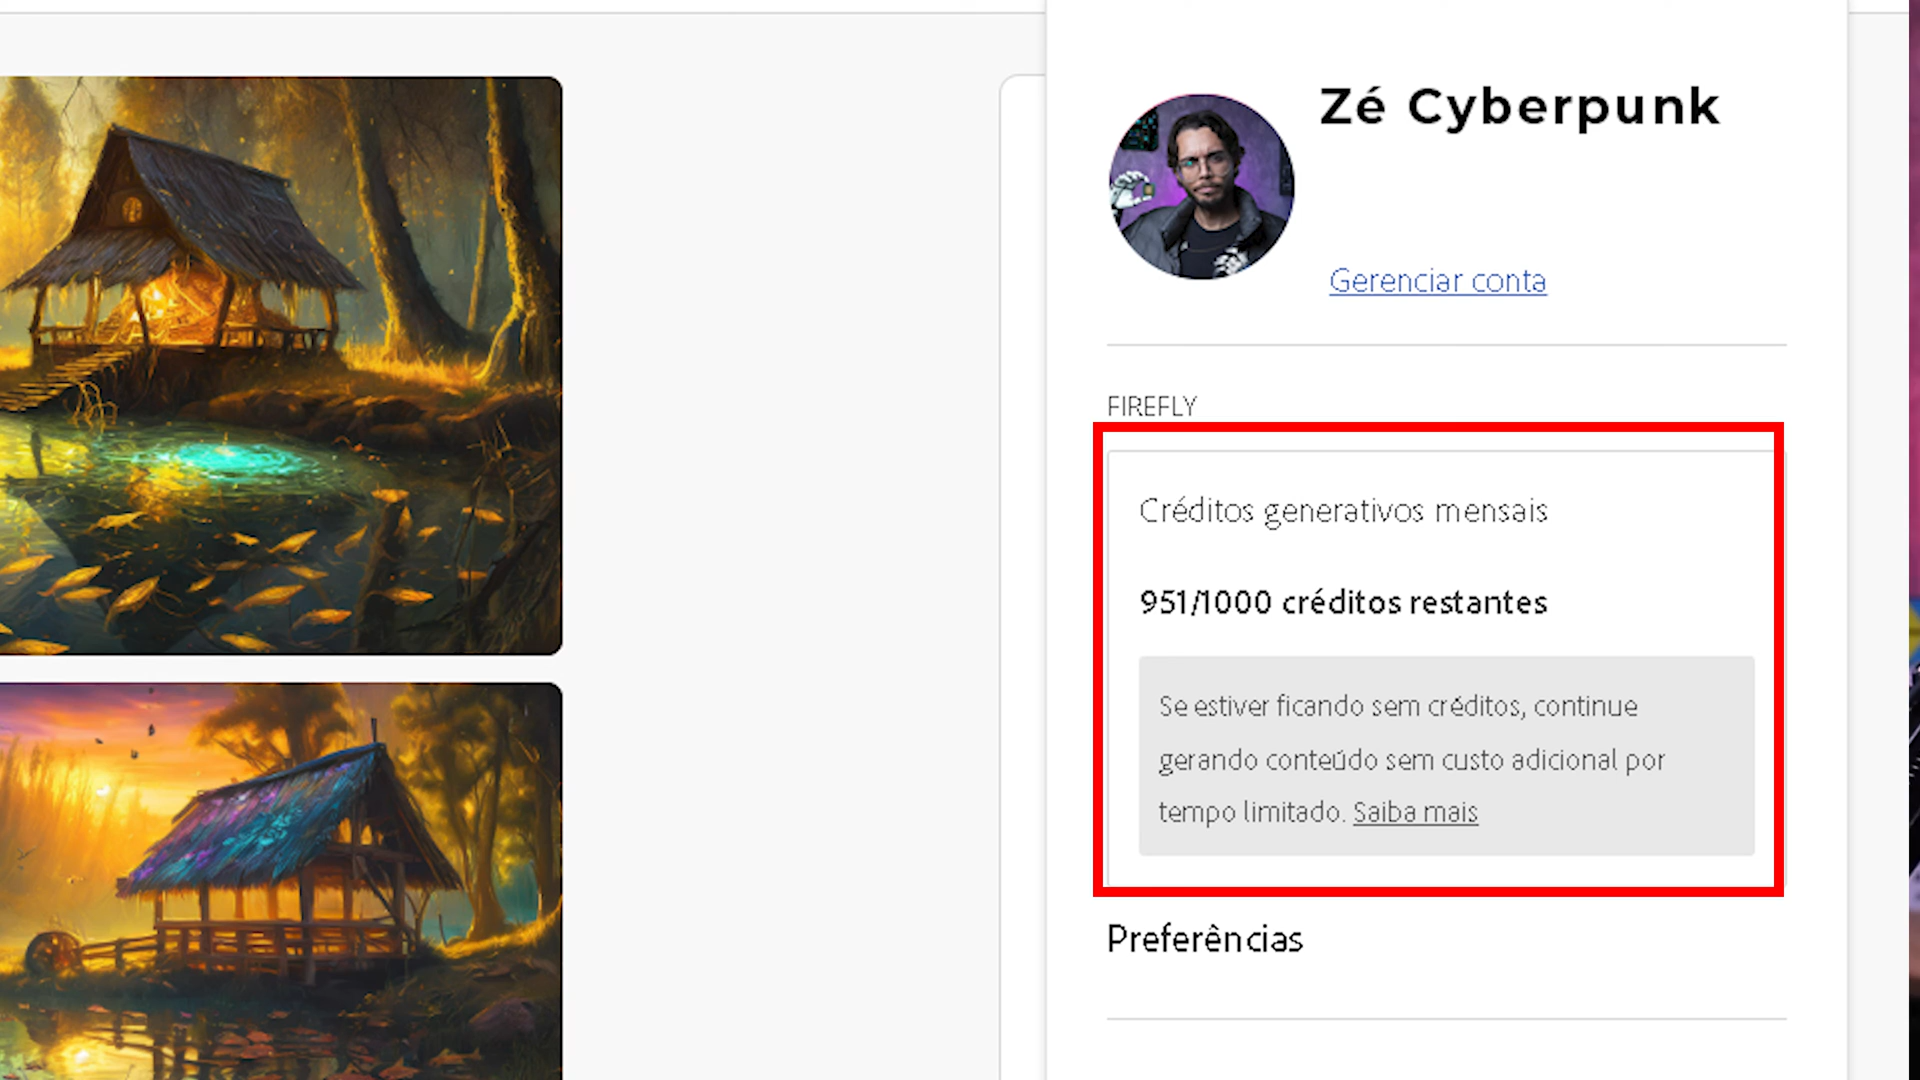 Zé Cyberpunk
Gerenciar conta
FIREFLY
Créditos generativos mensais
951/1000 créditos restantes
Se estiver ficando sem créditos, continue
gerando conteúdo sem custo adicional por
tempo limitado. Saiba mais
Preferências